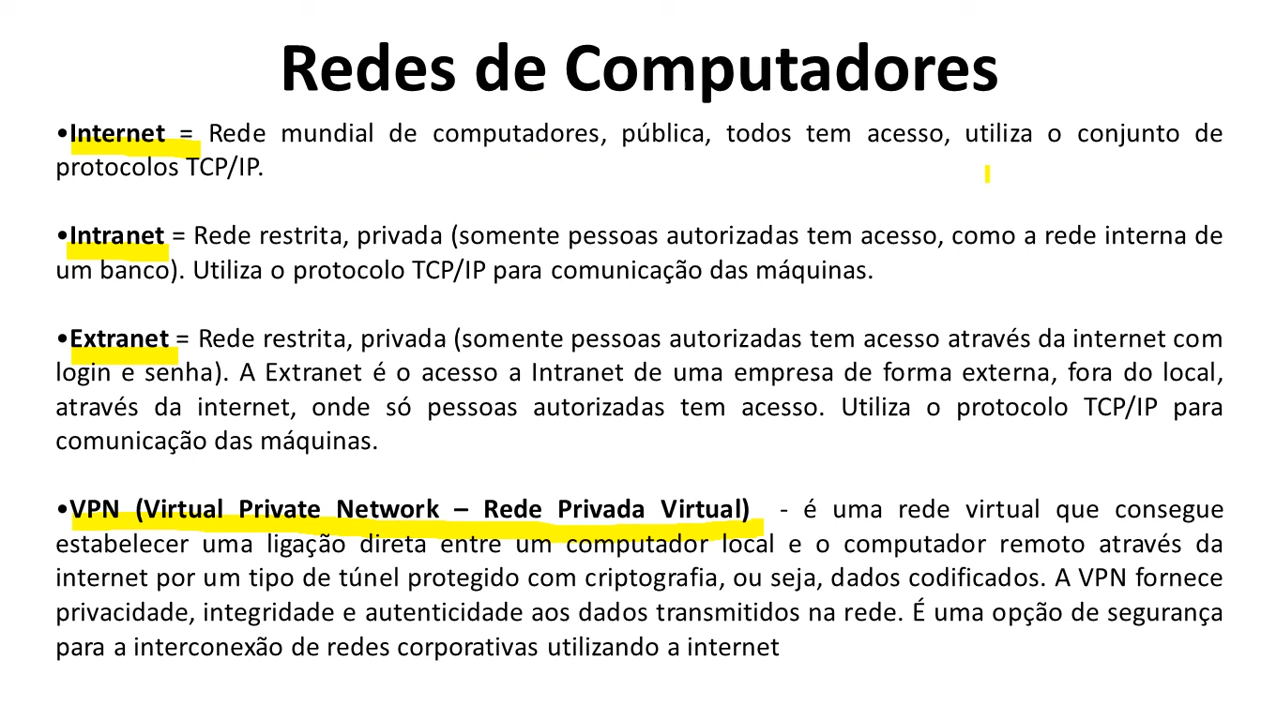 Redes de Computadores
•Internet = Rede mundial de computadores, pública, todos tem acesso, utiliza o conjunto de
protocolos TCP/IP.
•Intranet = Rede restrita, privada (somente pessoas autorizadas tem acesso, como a rede interna de
um banco). Utiliza o protocolo TCP/IP para comunicação das máquinas.
•Extranet = Rede restrita, privada (somente pessoas autorizadas tem acesso através da internet com
login e senha). A Extranet é o acesso a Intranet de uma empresa de forma externa, fora do local,
através da internet, onde só pessoas autorizadas tem acesso. Utiliza o protocolo TCP/IP para
comunicação das máquinas.
•VPN (Virtual Private Network – Rede Privada Virtual) - é uma rede virtual que consegue
estabelecer uma ligação direta entre um computador local e o computador remoto através da
internet por um tipo de túnel protegido com criptografia, ou seja, dados codificados. A VPN fornece
privacidade, integridade e autenticidade aos dados transmitidos na rede. É uma opção de segurança
para a interconexão de redes corporativas utilizando a internet